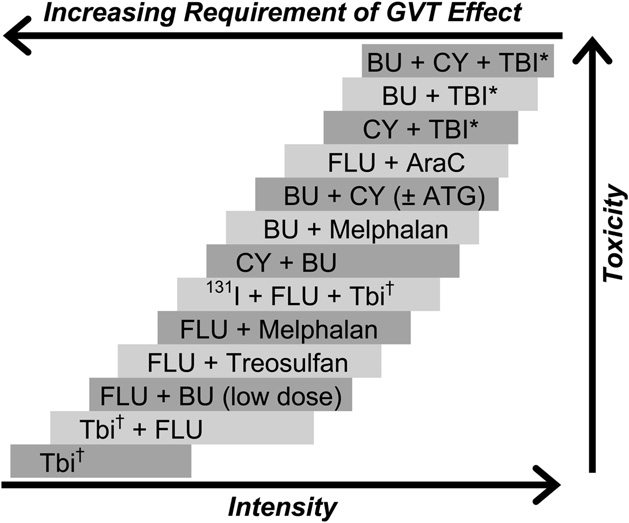 Increasing Requirement of GVT Effect
BU + CY + TBI*
BU + TBI*
CY + TBI*
FLU + AraC
BU + CY (± ATG)
BU + Melphalan
CY + BU
¹³¹I + FLU + Tbi†
FLU + Melphalan
FLU + Treosulfan
FLU + BU (low dose)
Tbi† + FLU
Tbi†
Intensity
Toxicity